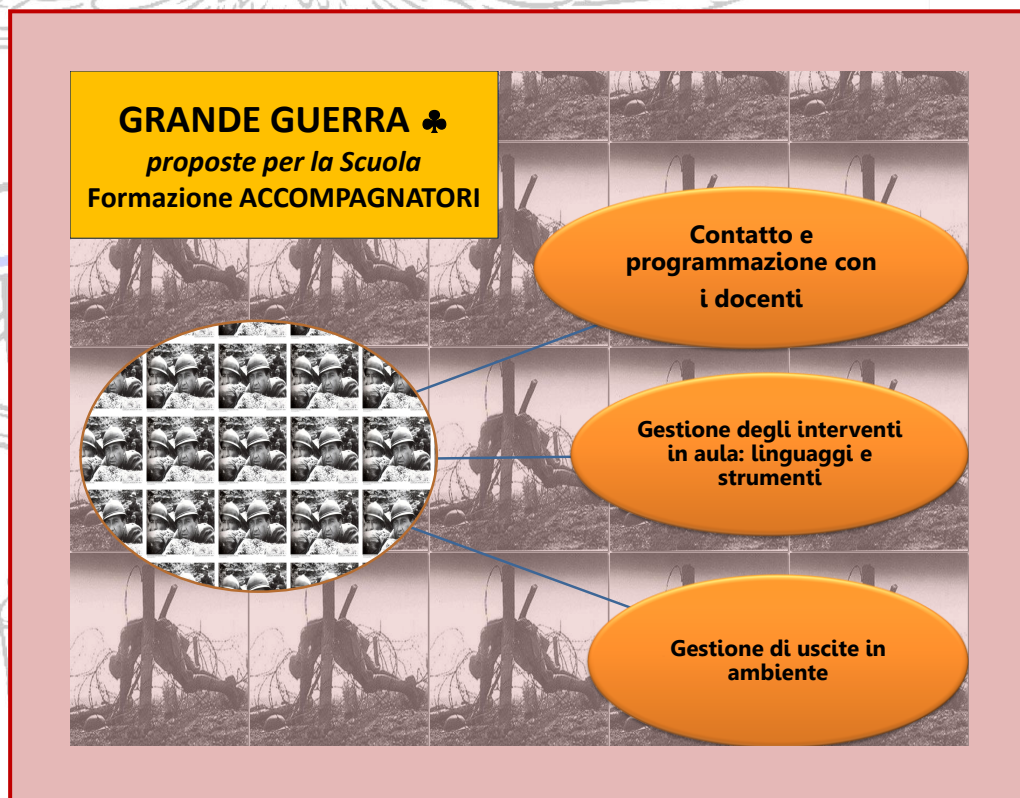 GRANDE GUERRA ♣
proposte per la Scuola
Formazione ACCOMPAGNATORI
Contatto e
programmazione con
i docenti
Gestione degli interventi
in aula: linguaggi e
strumenti
Gestione di uscite in
ambiente